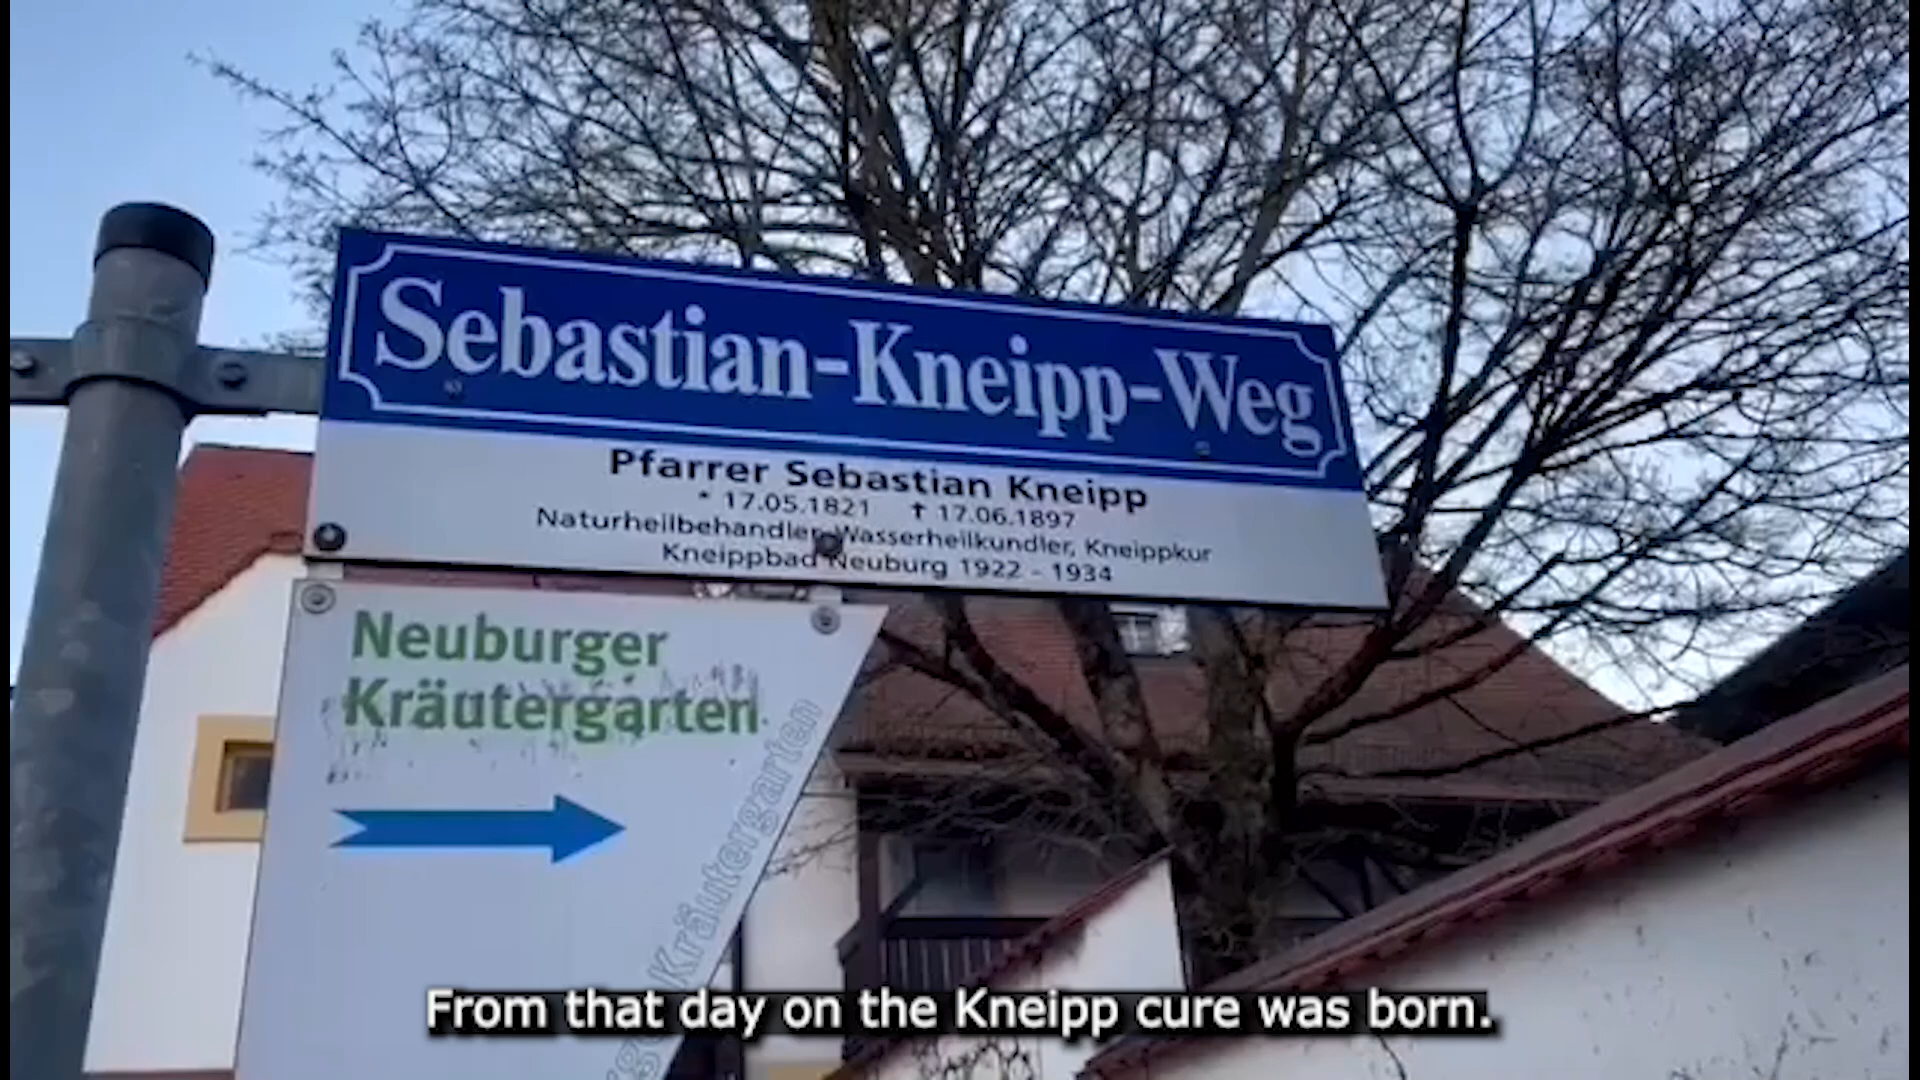 Sebastian-Kneipp-Weg
Pfarrer Sebastian Kneipp
* 17.05.1821 † 17.06.1897
Naturheilbehandler, Wasserheilkundler, Kneippkur
Kneippbad Neuburg 1922 - 1934
Neuburger
Kräutergarten
Kräutergarten
From that day on the Kneipp cure was born.